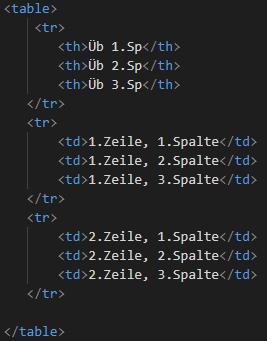 <table>
<tr>
<th>Üb 1.Sp</th>
<th>Üb 2.Sp</th>
<th>Üb 3.Sp</th>
</tr>
<tr>
<td>1.Zeile, 1.Spalte</td>
<td>1.Zeile, 2.Spalte</td>
<td>1.Zeile, 3.Spalte</td>
</tr>
<tr>
<td>2.Zeile, 1.Spalte</td>
<td>2.Zeile, 2.Spalte</td>
<td>2.Zeile, 3.Spalte</td>
</tr>
</table>